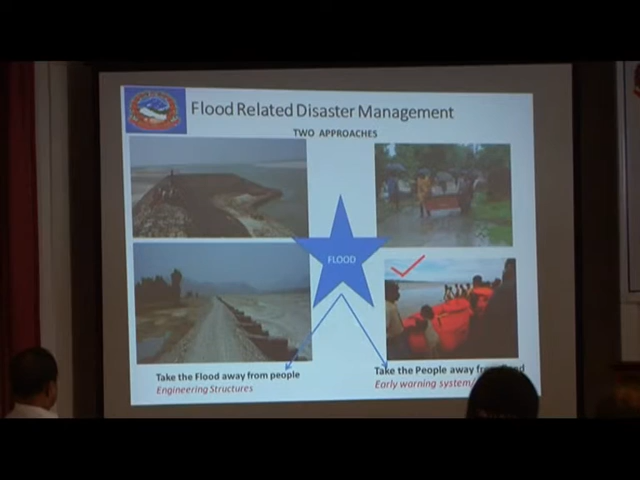 Flood Related Disaster Management
TWO APPROACHES
FLOOD
Take the Flood away from people
Engineering Structures
Take the People away from
Early warning system/